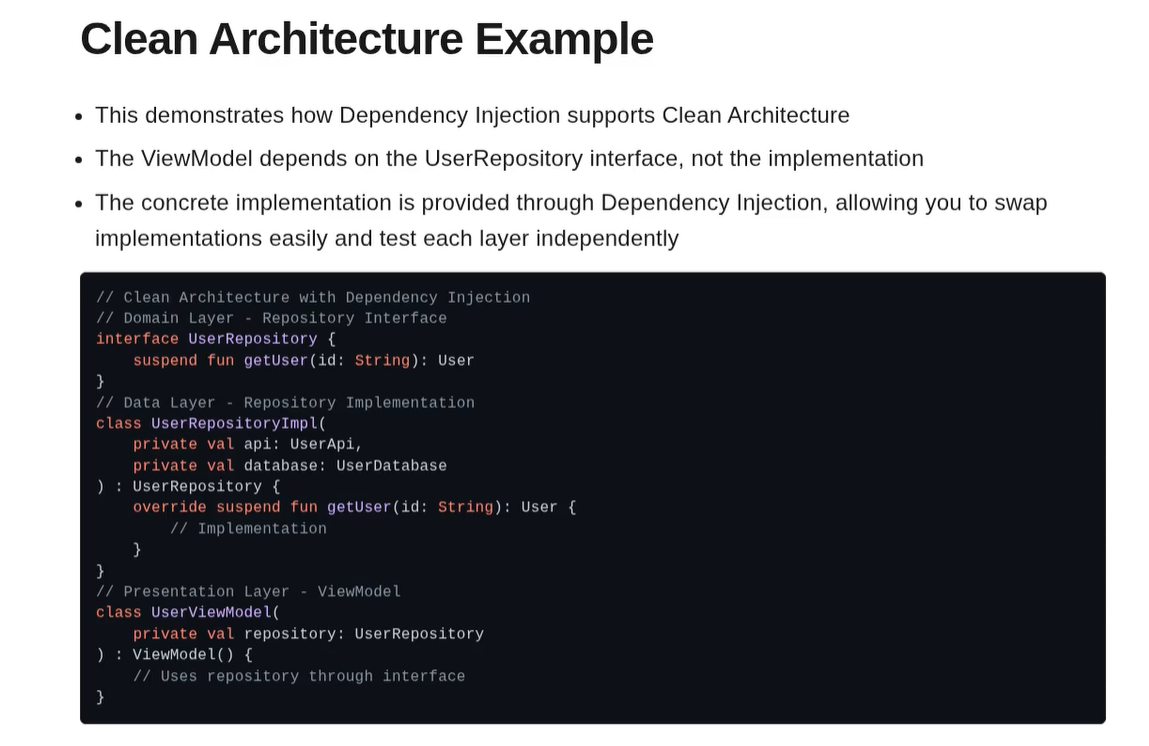 Clean Architecture Example
• This demonstrates how Dependency Injection supports Clean Architecture
• The ViewModel depends on the UserRepository interface, not the implementation
• The concrete implementation is provided through Dependency Injection, allowing you to swap
implementations easily and test each layer independently
// Clean Architecture with Dependency Injection
// Domain Layer - Repository Interface
interface UserRepository {
    suspend fun getUser(id: String): User
}
// Data Layer - Repository Implementation
class UserRepositoryImpl(
    private val api: UserApi,
    private val database: UserDatabase
) : UserRepository {
    override suspend fun getUser(id: String): User {
        // Implementation
    }
}
// Presentation Layer - ViewModel
class UserViewModel(
    private val repository: UserRepository
) : ViewModel() {
    // Uses repository through interface
}